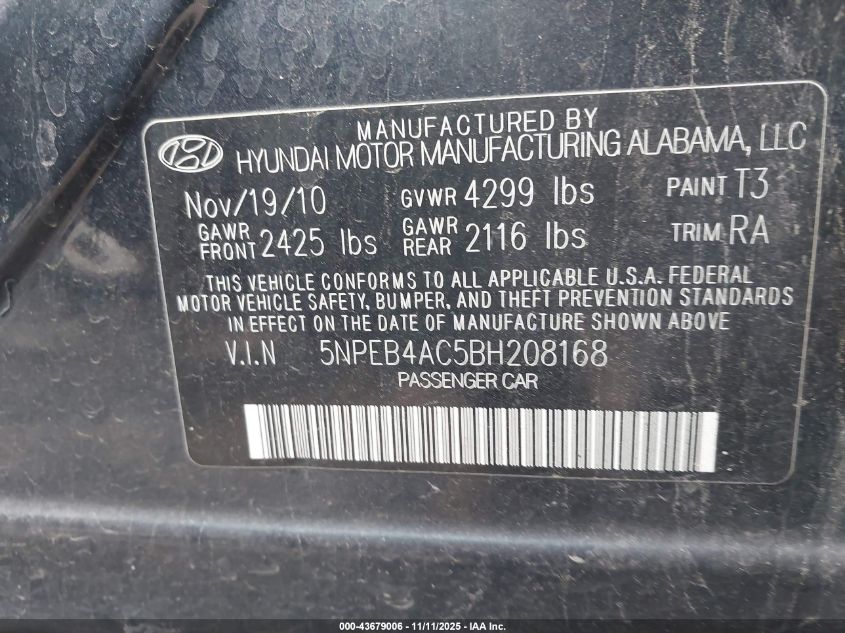 MANUFACTURED BY
HYUNDAI MOTOR MANUFACTURING ALABAMA, LLC
Nov/19/10 GVWR 4299 lbs PAINT T3
GAWR FRONT 2425 lbs GAWR REAR 2116 lbs TRIM RA
THIS VEHICLE CONFORMS TO ALL APPLICABLE U.S.A. FEDERAL
MOTOR VEHICLE SAFETY, BUMPER, AND THEFT PREVENTION STANDARDS
IN EFFECT ON THE DATE OF MANUFACTURE SHOWN ABOVE
V.I.N 5NPEB4AC5BH208168
PASSENGER CAR
000-43679006 - 11/11/2025 - IAA Inc.